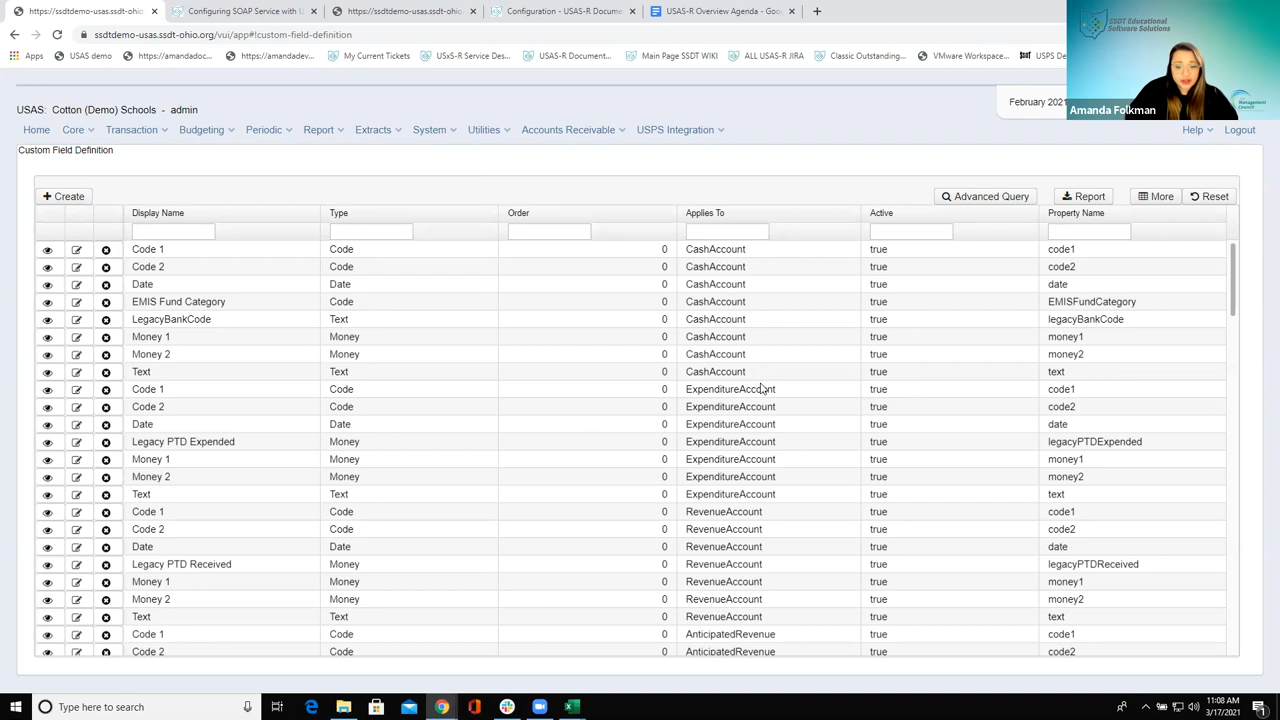 https://ssdtdemo-usas.ssdt-ohio
Configuring SOAP Service with U
https://ssdtdemo-usas.ssdt-ohio
Configuration - USAS-R Documen
USAS-R Overview Agenda - Goo
ssdtdemo-usas.ssdt-ohio.org/vui/app#!custom-field-definition
Apps USAS demo https://amandadoc... https://amandadev... My Current Tickets USxS-R Service Des... USAS-R Document... Main Page SSDT WIKI ALL USAS-R JIRA Classic Outstanding... VMware Workspace... USPS De
SSDT Educational
Software Solutions
Management
Council
Amanda Folkman
USAS: Cotton (Demo) Schools - admin
February 2021
Home Core Transaction Budgeting Periodic Report Extracts System Utilities Accounts Receivable USPS Integration Help Logout
Custom Field Definition
Create Advanced Query Report More Reset
Display Name Type Order Applies To Active Property Name
Code 1 Code 0 CashAccount true code1
Code 2 Code 0 CashAccount true code2
Date Date 0 CashAccount true date
EMIS Fund Category Code 0 CashAccount true EMISFundCategory
LegacyBankCode Text 0 CashAccount true legacyBankCode
Money 1 Money 0 CashAccount true money1
Money 2 Money 0 CashAccount true money2
Text Text 0 CashAccount true text
Code 1 Code 0 ExpenditureAccount true code1
Code 2 Code 0 ExpenditureAccount true code2
Date Date 0 ExpenditureAccount true date
Legacy PTD Expended Money 0 ExpenditureAccount true legacyPTDExpended
Money 1 Money 0 ExpenditureAccount true money1
Money 2 Money 0 ExpenditureAccount true money2
Text Text 0 ExpenditureAccount true text
Code 1 Code 0 RevenueAccount true code1
Code 2 Code 0 RevenueAccount true code2
Date Date 0 RevenueAccount true date
Legacy PTD Received Money 0 RevenueAccount true legacyPTDReceived
Money 1 Money 0 RevenueAccount true money1
Money 2 Money 0 RevenueAccount true money2
Text Text 0 RevenueAccount true text
Code 1 Code 0 AnticipatedRevenue true code1
Code 2 Code 0 AnticipatedRevenue true code2
Type here to search
11:08 AM
3/17/2021
1